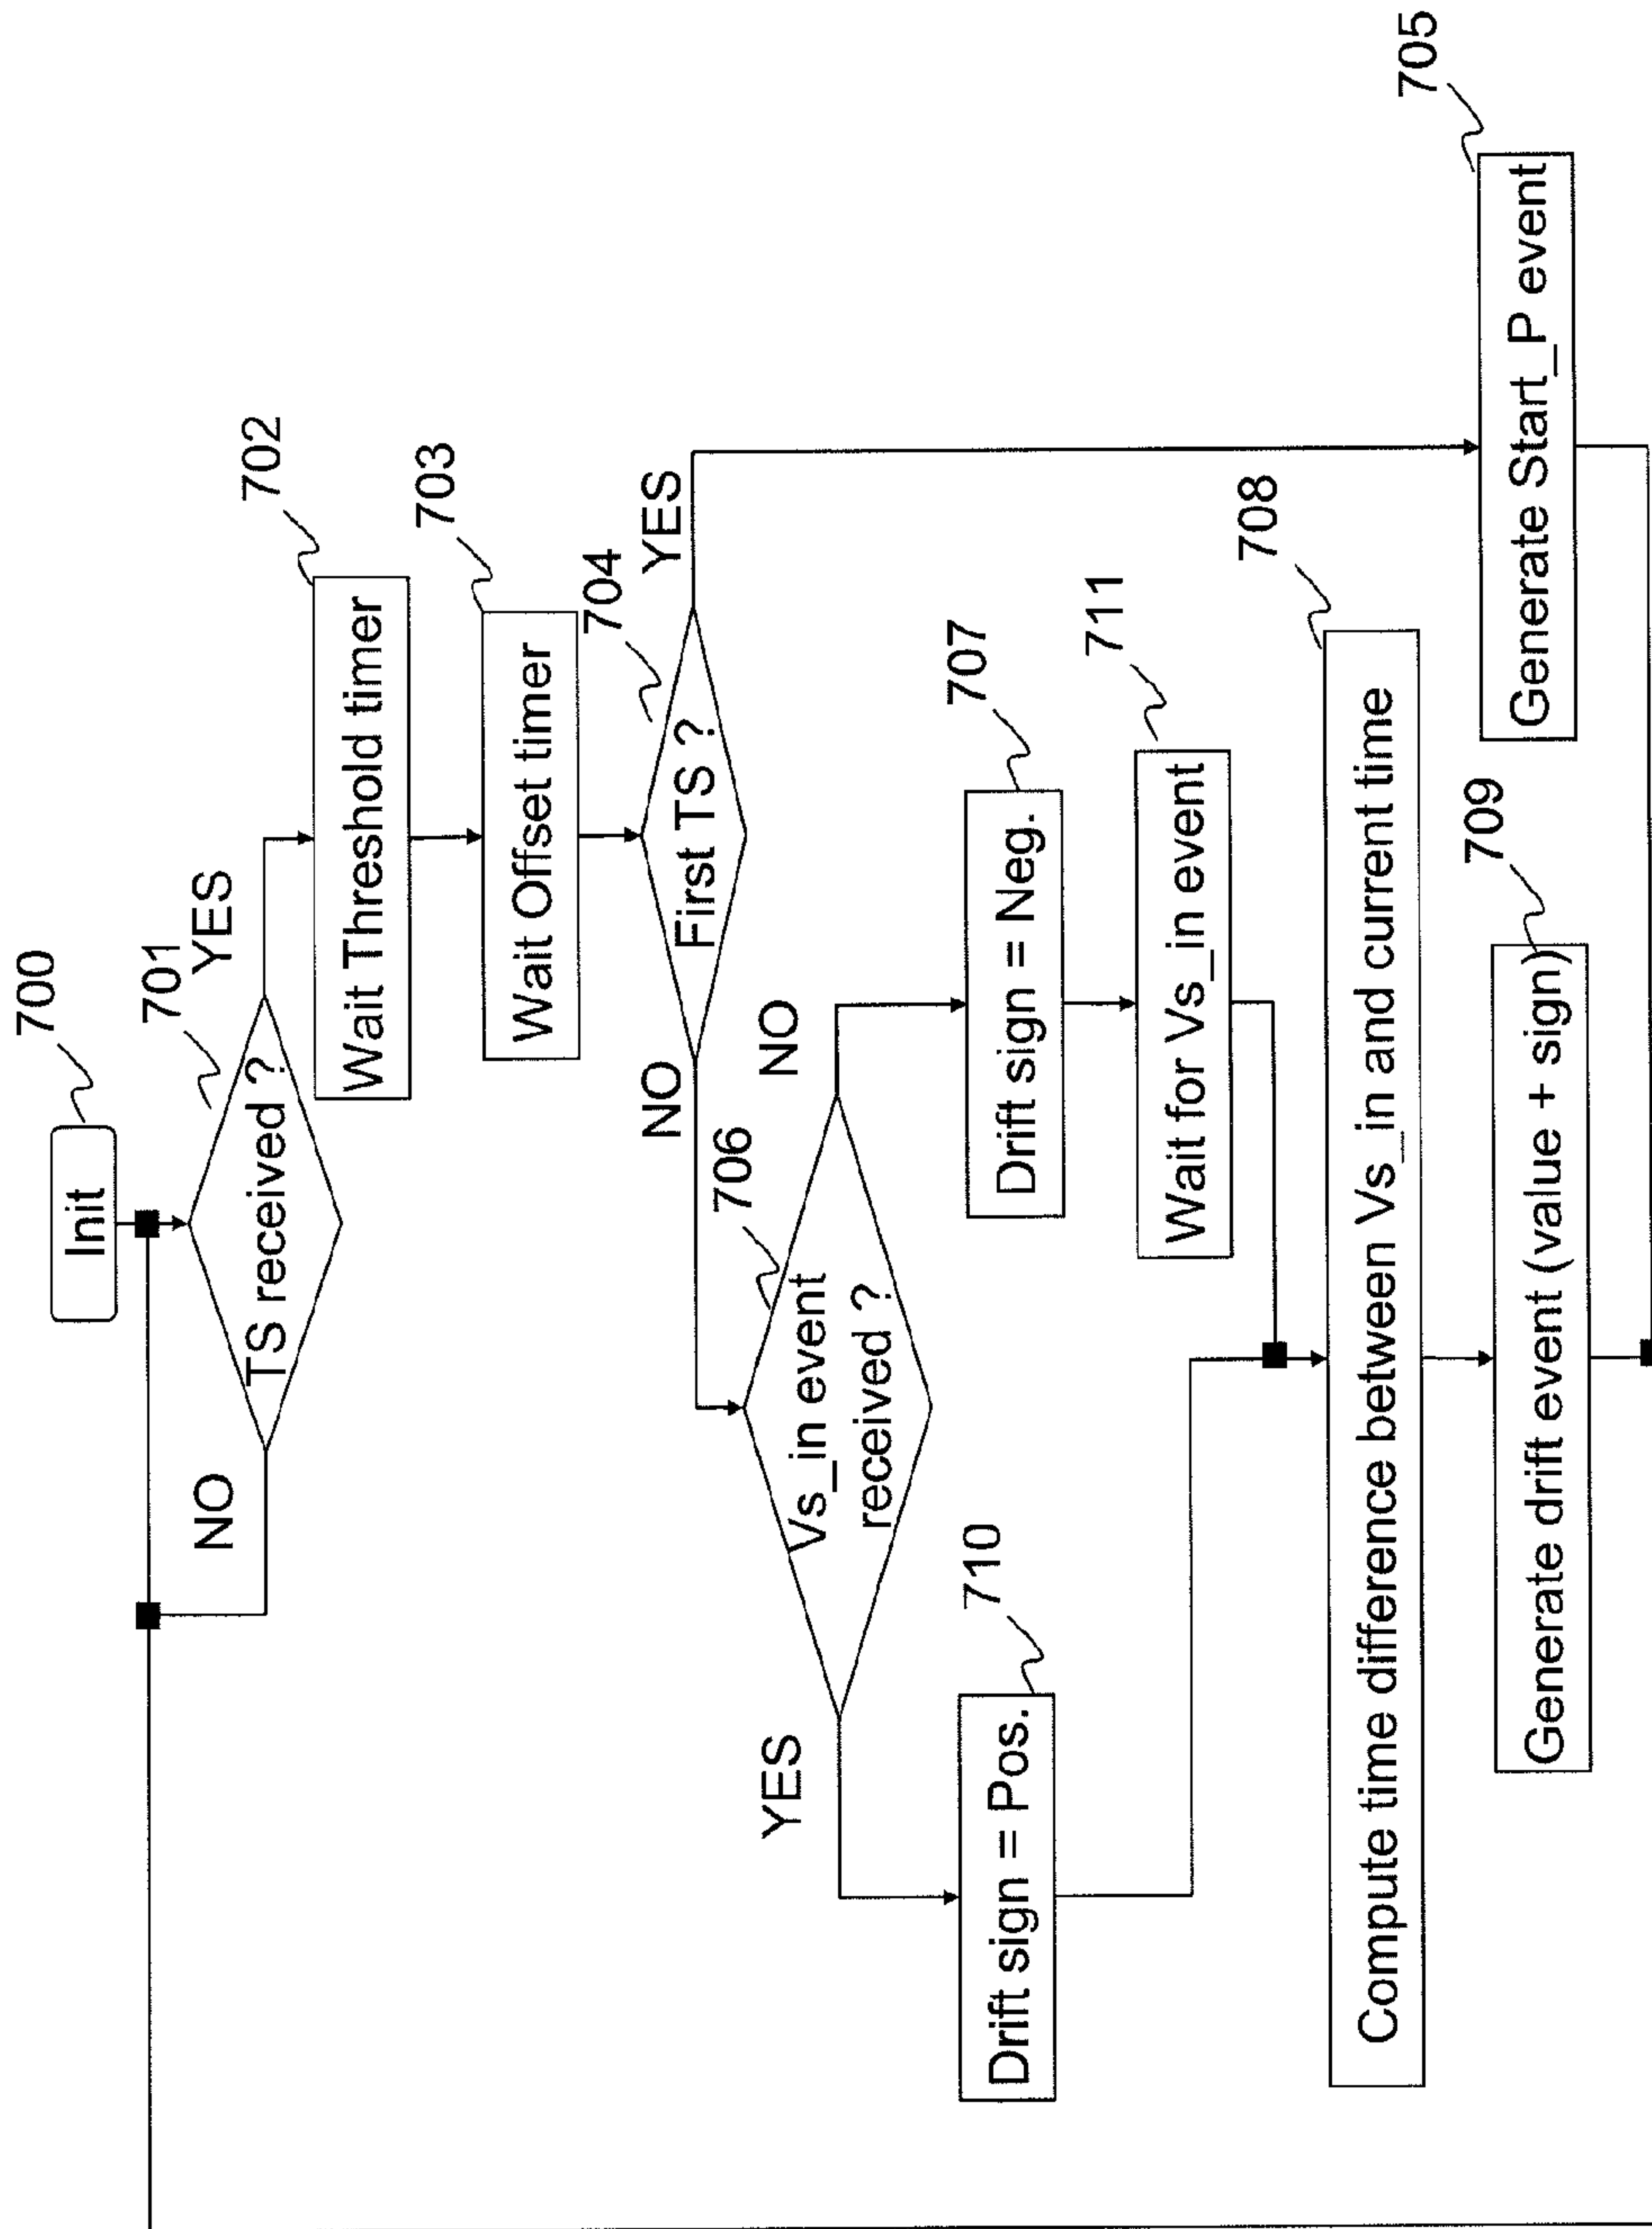 700
Init
701
TS received ?
YES
NO
702
Wait Threshold timer
703
Wait Offset timer
704
First TS ?
YES
NO
706
Vs_in event
received ?
NO
YES
707
Drift sign = Neg.
710
Drift sign = Pos.
711
Wait for Vs_in event
708
Compute time difference between Vs_in and current time
709
Generate drift event (value + sign)
705
Generate Start_P event